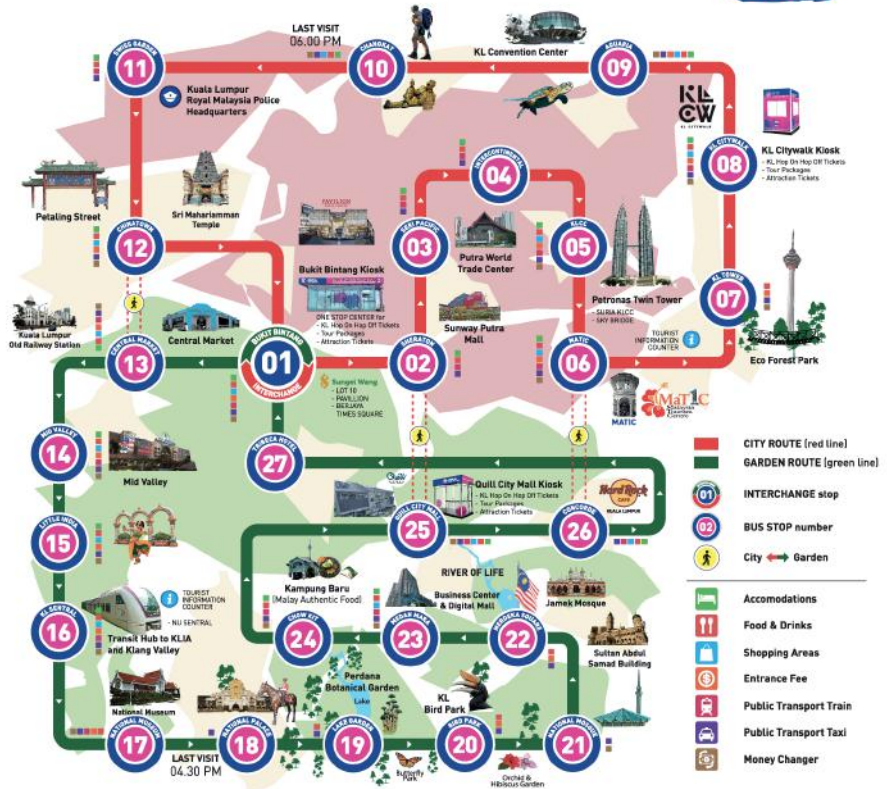 LAST VISIT
06.00 PM
SWISS GARDEN
11
CHANGKAT
10
KL Convention Center
AQUARIA
09
Kuala Lumpur
Royal Malaysia Police
Headquarters
KL
CW
KL CITYWALK
KL CITYWALK
08
KL Citywalk Kiosk
- KL Hop On Hop Off Tickets
- Tour Packages
- Attraction Tickets
INTERCONTINENTAL
04
Petaling Street
Sri Mahariamman
Temple
CHINATOWN
12
PAVILION
SERI PACIFIC
03
Putra World
Trade Center
KLCC
05
Bukit Bintang Kiosk
ONE STOP CENTER for
- KL Hop On Hop Off Tickets
- Tour Packages
- Attraction Tickets
Petronas Twin Tower
- SURIA KLCC
- SKY BRIDGE
KL TOWER
07
Sunway Putra
Mall
Kuala Lumpur
Old Railway Station
Central Market
TOURIST
INFORMATION
COUNTER
Eco Forest Park
CENTRAL MARKET
13
BUKIT BINTANG
01
INTERCHANGE
SHERATON
02
MATIC
06
Sungei Wang
- LOT 10
- PAVILLION
- BERJAYA
TIMES SQUARE
MATIC
MaT1C
Malaysia
Tourism
Centre
MID VALLEY
14
Mid Valley
TRIBECA HOTEL
27
CITY ROUTE (red line)
GARDEN ROUTE (green line)
01
INTERCHANGE stop
02
BUS STOP number
City
Garden
Quill City Mall Kiosk
- KL Hop On Hop Off Tickets
- Tour Packages
- Attraction Tickets
Hard Rock
CAFE
KUALA LUMPUR
LITTLE INDIA
15
QUILL CITY MALL
25
CONCORDE
26
Kampung Baru
(Malay Authentic Food)
RIVER OF LIFE
Business Center
& Digital Mall
Jamek Mosque
TOURIST
INFORMATION
COUNTER
- NU SENTRAL
KL SENTRAL
16
Transit Hub to KLIA
and Klang Valley
CHOW KIT
24
MEDAN MARA
23
MERDEKA SQUARE
22
Sultan Abdul
Samad Building
Perdana
Botanical Garden
Lake
KL
Bird Park
National Museum
NATIONAL MUSEUM
17
NATIONAL PALACE
18
LAKE GARDEN
19
BIRD PARK
20
NATIONAL MOSQUE
21
LAST VISIT
04.30 PM
Butterfly
Park
Orchid &
Hibiscus Garden
Accomodations
Food & Drinks
Shopping Areas
Entrance Fee
Public Transport Train
Public Transport Taxi
Money Changer